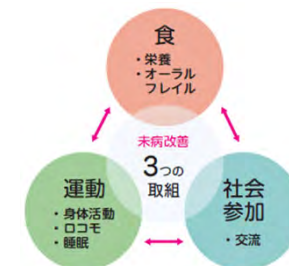 食
・栄養
・オーラル
フレイル
未病改善
3つの
取組
運動
・身体活動
・ロコモ
・睡眠
社会
参加
・交流